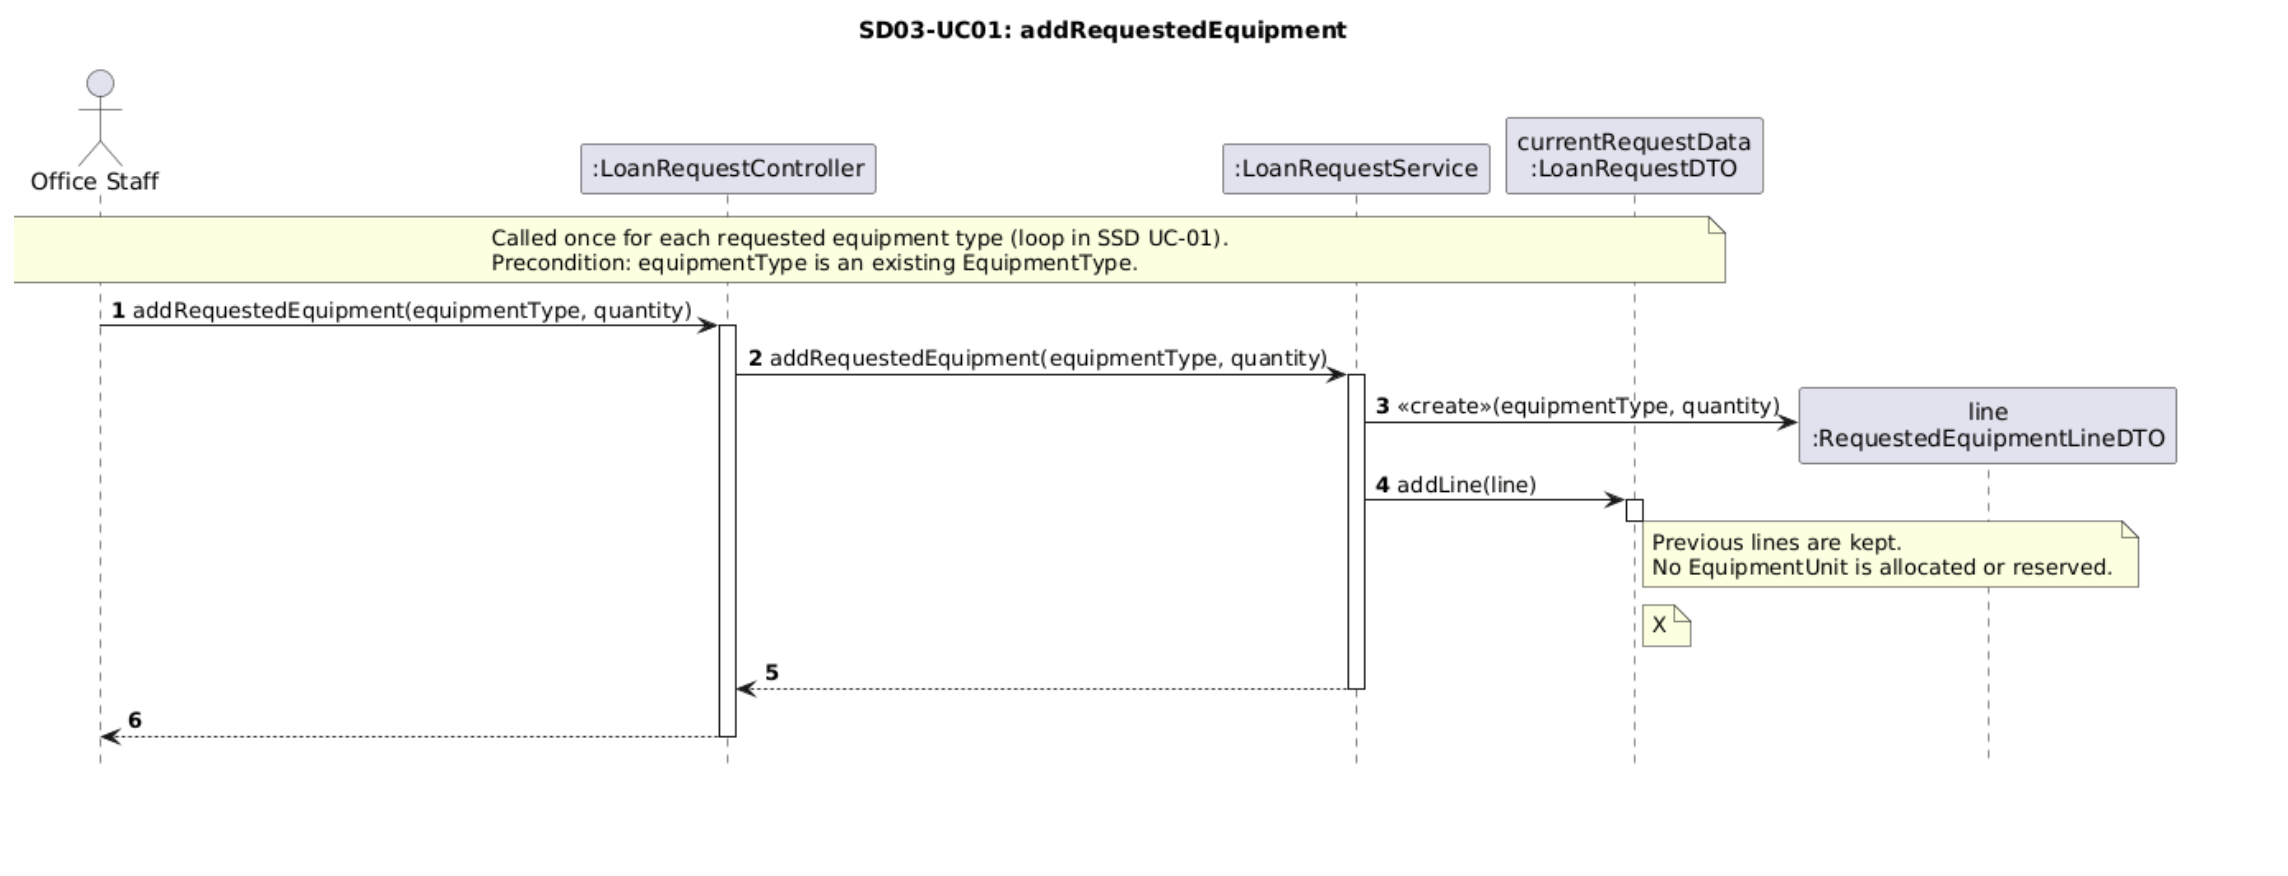 SD03-UC01: addRequestedEquipment
Office Staff
:LoanRequestController
:LoanRequestService
currentRequestData
:LoanRequestDTO
Called once for each requested equipment type (loop in SSD UC-01).
Precondition: equipmentType is an existing EquipmentType.
1 addRequestedEquipment(equipmentType, quantity)
2 addRequestedEquipment(equipmentType, quantity)
3 «create»(equipmentType, quantity)
line
:RequestedEquipmentLineDTO
4 addLine(line)
Previous lines are kept.
No EquipmentUnit is allocated or reserved.
X
5
6